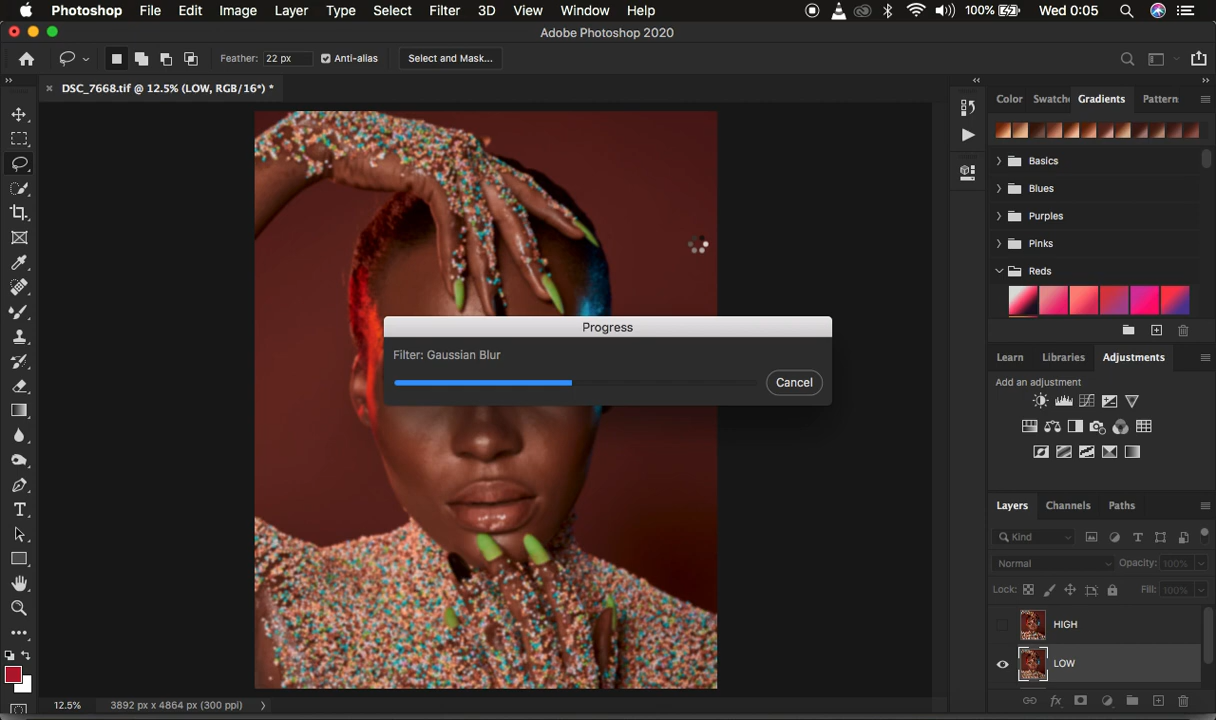 Photoshop File Edit Image Layer Type Select Filter 3D View Window Help 100% Wed 0:05
Adobe Photoshop 2020
Feather: 22 px Anti-alias Select and Mask...
DSC_7668.tif @ 12.5% (LOW, RGB/16*) *
Color Swatche Gradients Pattern
Basics
Blues
Purples
Pinks
Reds
Progress
Filter: Gaussian Blur
Cancel
Learn Libraries Adjustments
Add an adjustment
Layers Channels Paths
Kind
Normal Opacity: 100%
Lock: Fill: 100%
HIGH
LOW
12.5% 3892 px x 4864 px (300 ppi)